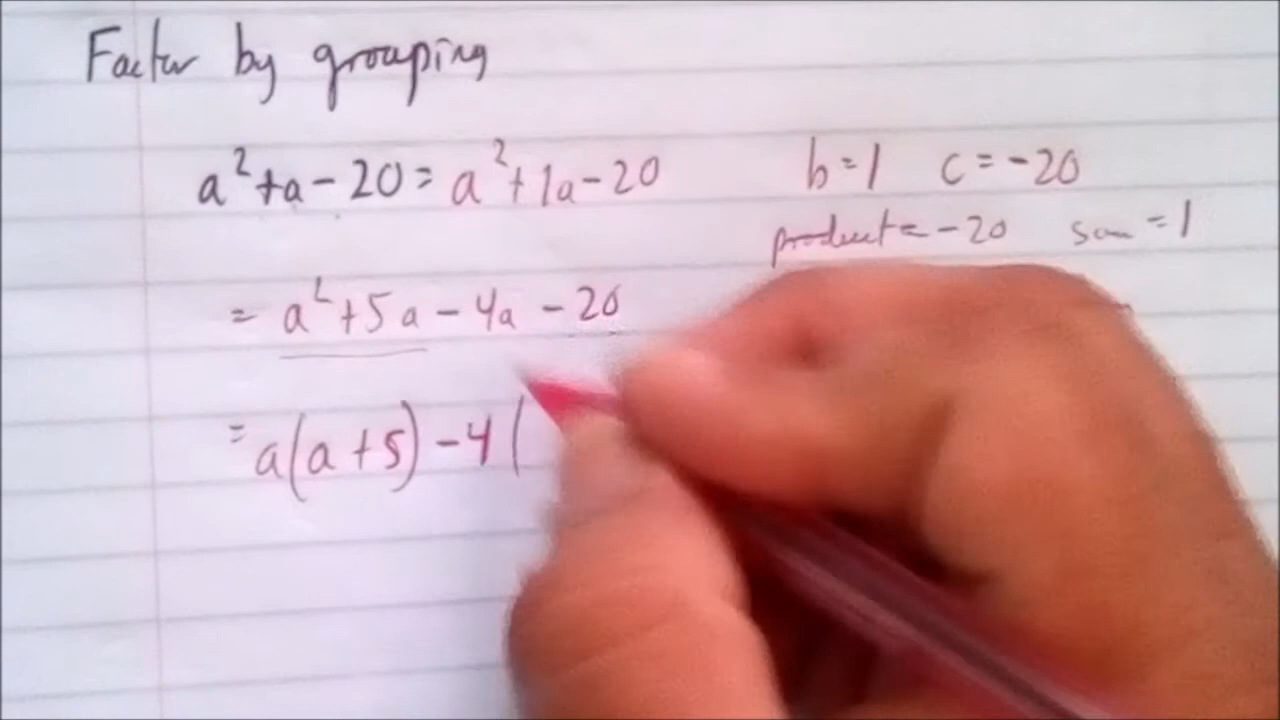 Factor by grouping
a² + a - 20 = a² + 1a - 20
b = 1 c = -20
product = -20 sum = 1
= a² + 5a - 4a - 20
= a(a + 5) - 4(